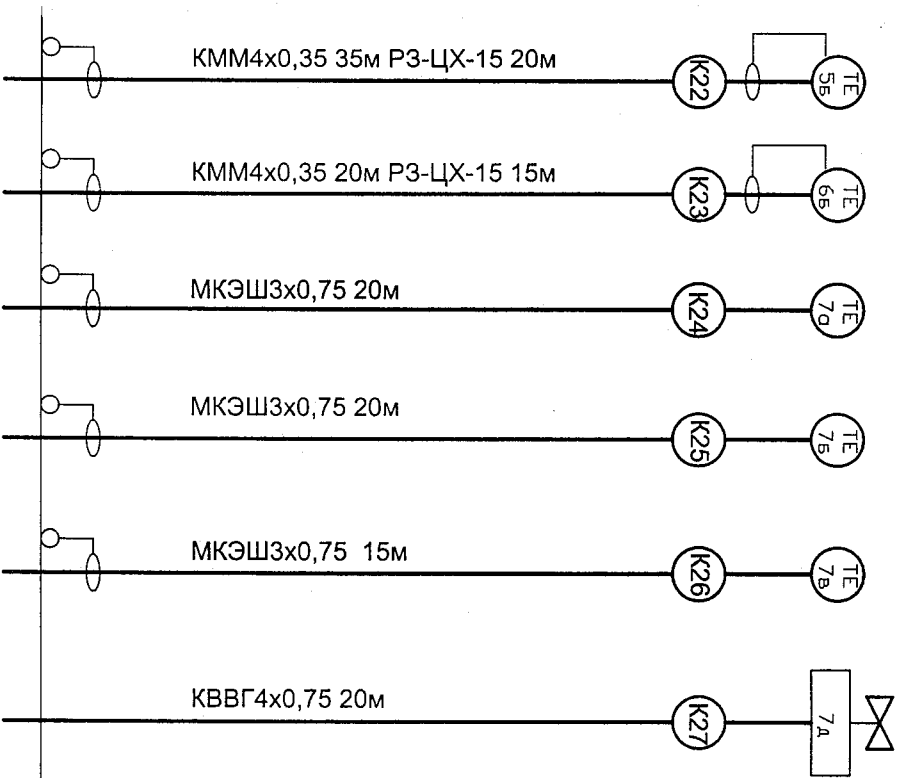 КММ4х0,35 35м РЗ-ЦХ-15 20м
К22
ТЕ
5Б
КММ4х0,35 20м РЗ-ЦХ-15 15м
К23
ТЕ
6Б
МКЭШ3х0,75 20м
К24
ТЕ
7а
МКЭШ3х0,75 20м
К25
ТЕ
7Б
МКЭШ3х0,75 15м
К26
ТЕ
7в
КВВГ4х0,75 20м
К27
7д